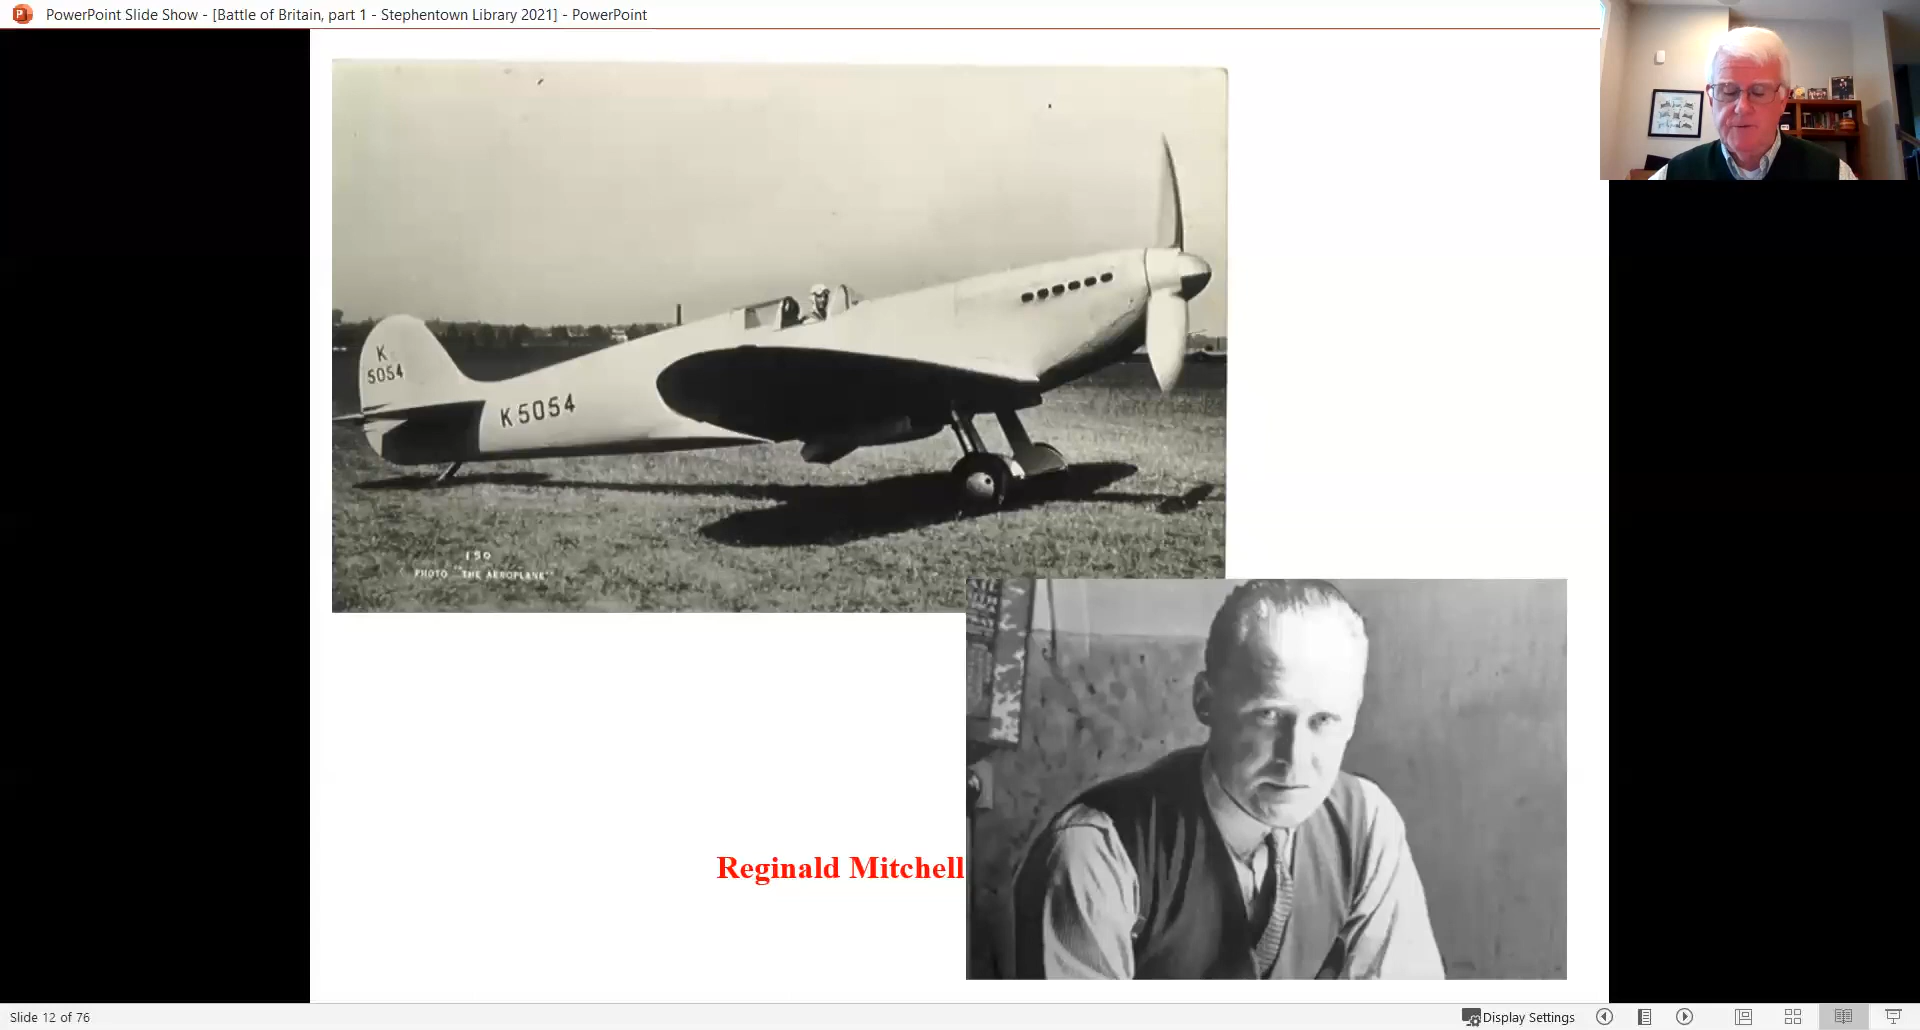 PowerPoint Slide Show - [Battle of Britain, part 1 - Stephentown Library 2021] - PowerPoint
K
5054
K5054
150
PHOTO "THE AEROPLANE"
Reginald Mitchell
Slide 12 of 76
Display Settings